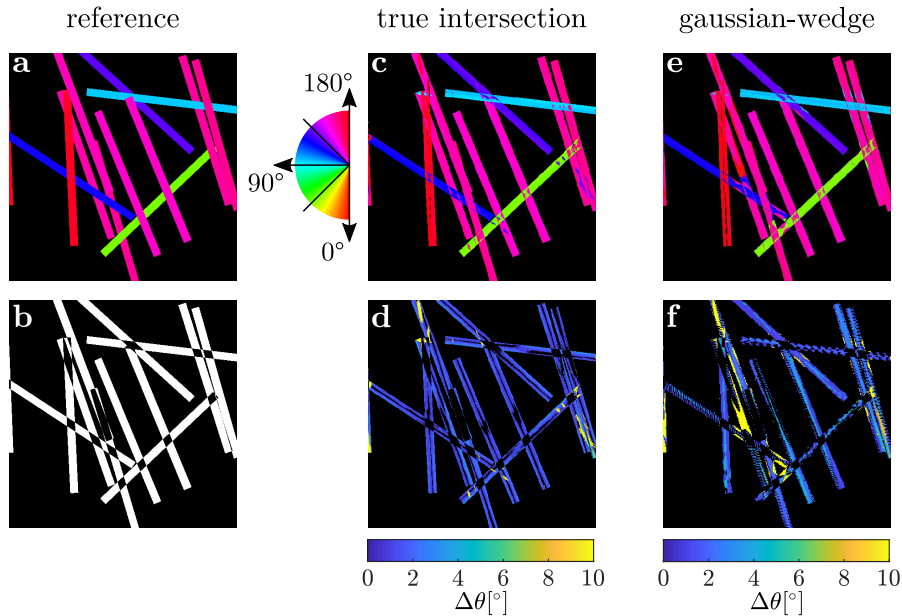 reference
true intersection
gaussian-wedge
a
180°
90°
0°
c
e
b
d
f
0 2 4 6 8 10
Δθ[°]
0 2 4 6 8 10
Δθ[°]